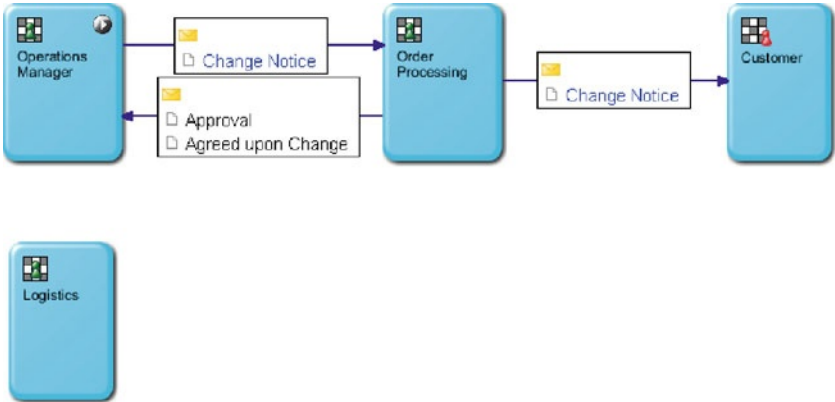 Operations
Manager
Change Notice
Approval
Agreed upon Change
Order
Processing
Change Notice
Customer
Logistics